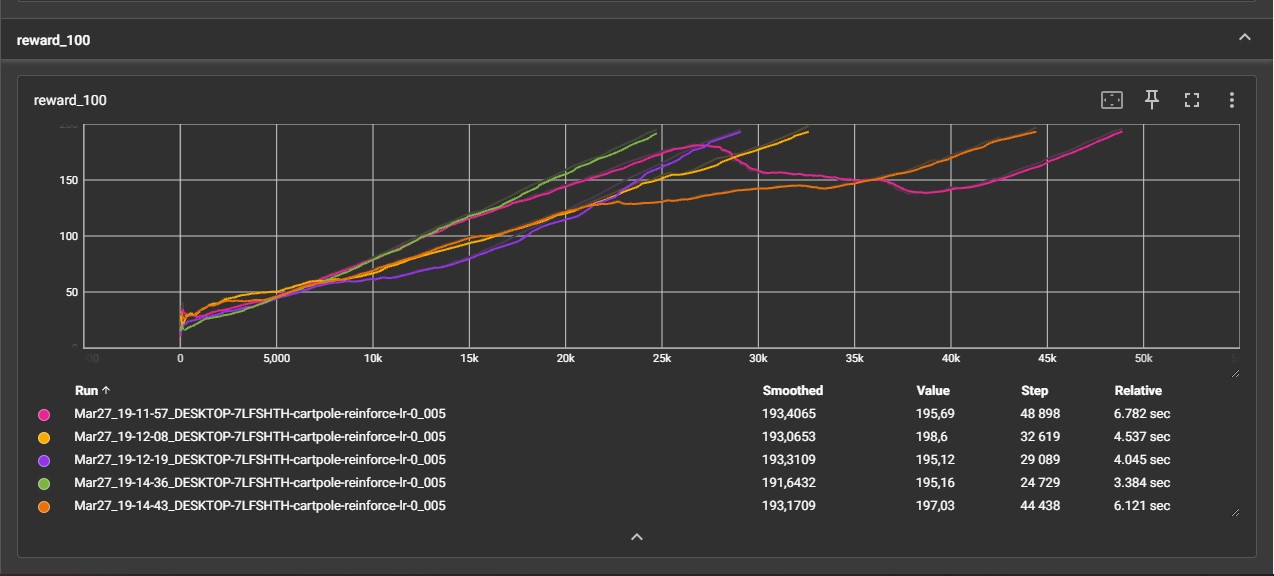 reward_100
reward_100
150
100
50
0 5,000 10k 15k 20k 25k 30k 35k 40k 45k 50k
Run ↑ Smoothed Value Step Relative
Mar27_19-11-57_DESKTOP-7LFSHTH-cartpole-reinforce-lr-0_005 193,4065 195,69 48 898 6.782 sec
Mar27_19-12-08_DESKTOP-7LFSHTH-cartpole-reinforce-lr-0_005 193,0653 198,6 32 619 4.537 sec
Mar27_19-12-19_DESKTOP-7LFSHTH-cartpole-reinforce-lr-0_005 193,3109 195,12 29 089 4.045 sec
Mar27_19-14-36_DESKTOP-7LFSHTH-cartpole-reinforce-lr-0_005 191,6432 195,16 24 729 3.384 sec
Mar27_19-14-43_DESKTOP-7LFSHTH-cartpole-reinforce-lr-0_005 193,1709 197,03 44 438 6.121 sec